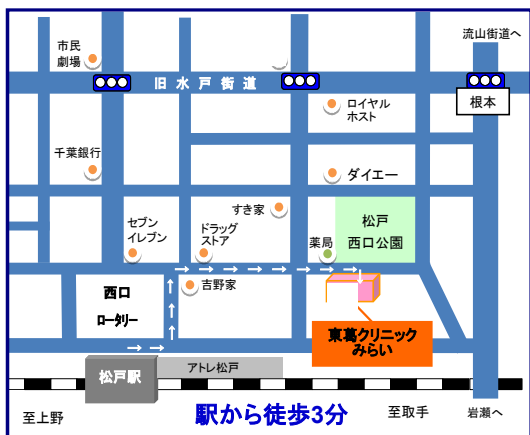 流山街道へ
市民
劇場
旧水戸街道
根本
ロイヤル
ホスト
千葉銀行
ダイエー
すき家
松戸
西口公園
セブン
イレブン
ドラッグ
ストア
薬局
吉野家
西口
ロータリー
東葛クリニック
みらい
アトレ松戸
松戸駅
駅から徒歩3分
至上野
至取手
岩瀬へ